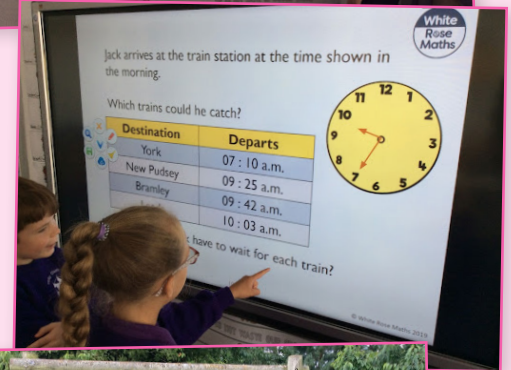 White
Rose
Maths
Jack arrives at the train station at the time shown in
the morning.
Which trains could he catch?
Destination Departs
York 07 : 10 a.m.
New Pudsey 09 : 25 a.m.
Bramley 09 : 42 a.m.
10 : 03 a.m.
have to wait for each train?
12
11 1
10 2
9 3
8 4
7 6 5
© White Rose Maths 2019